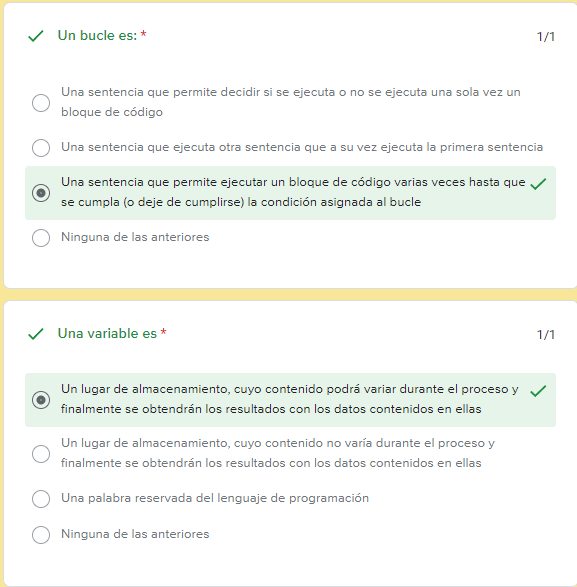 Un bucle es: *
1/1
Una sentencia que permite decidir si se ejecuta o no se ejecuta una sola vez un
bloque de código
Una sentencia que ejecuta otra sentencia que a su vez ejecuta la primera sentencia
Una sentencia que permite ejecutar un bloque de código varias veces hasta que
se cumpla (o deje de cumplirse) la condición asignada al bucle
Ninguna de las anteriores
Una variable es *
1/1
Un lugar de almacenamiento, cuyo contenido podrá variar durante el proceso y
finalmente se obtendrán los resultados con los datos contenidos en ellas
Un lugar de almacenamiento, cuyo contenido no varía durante el proceso y
finalmente se obtendrán los resultados con los datos contenidos en ellas
Una palabra reservada del lenguaje de programación
Ninguna de las anteriores